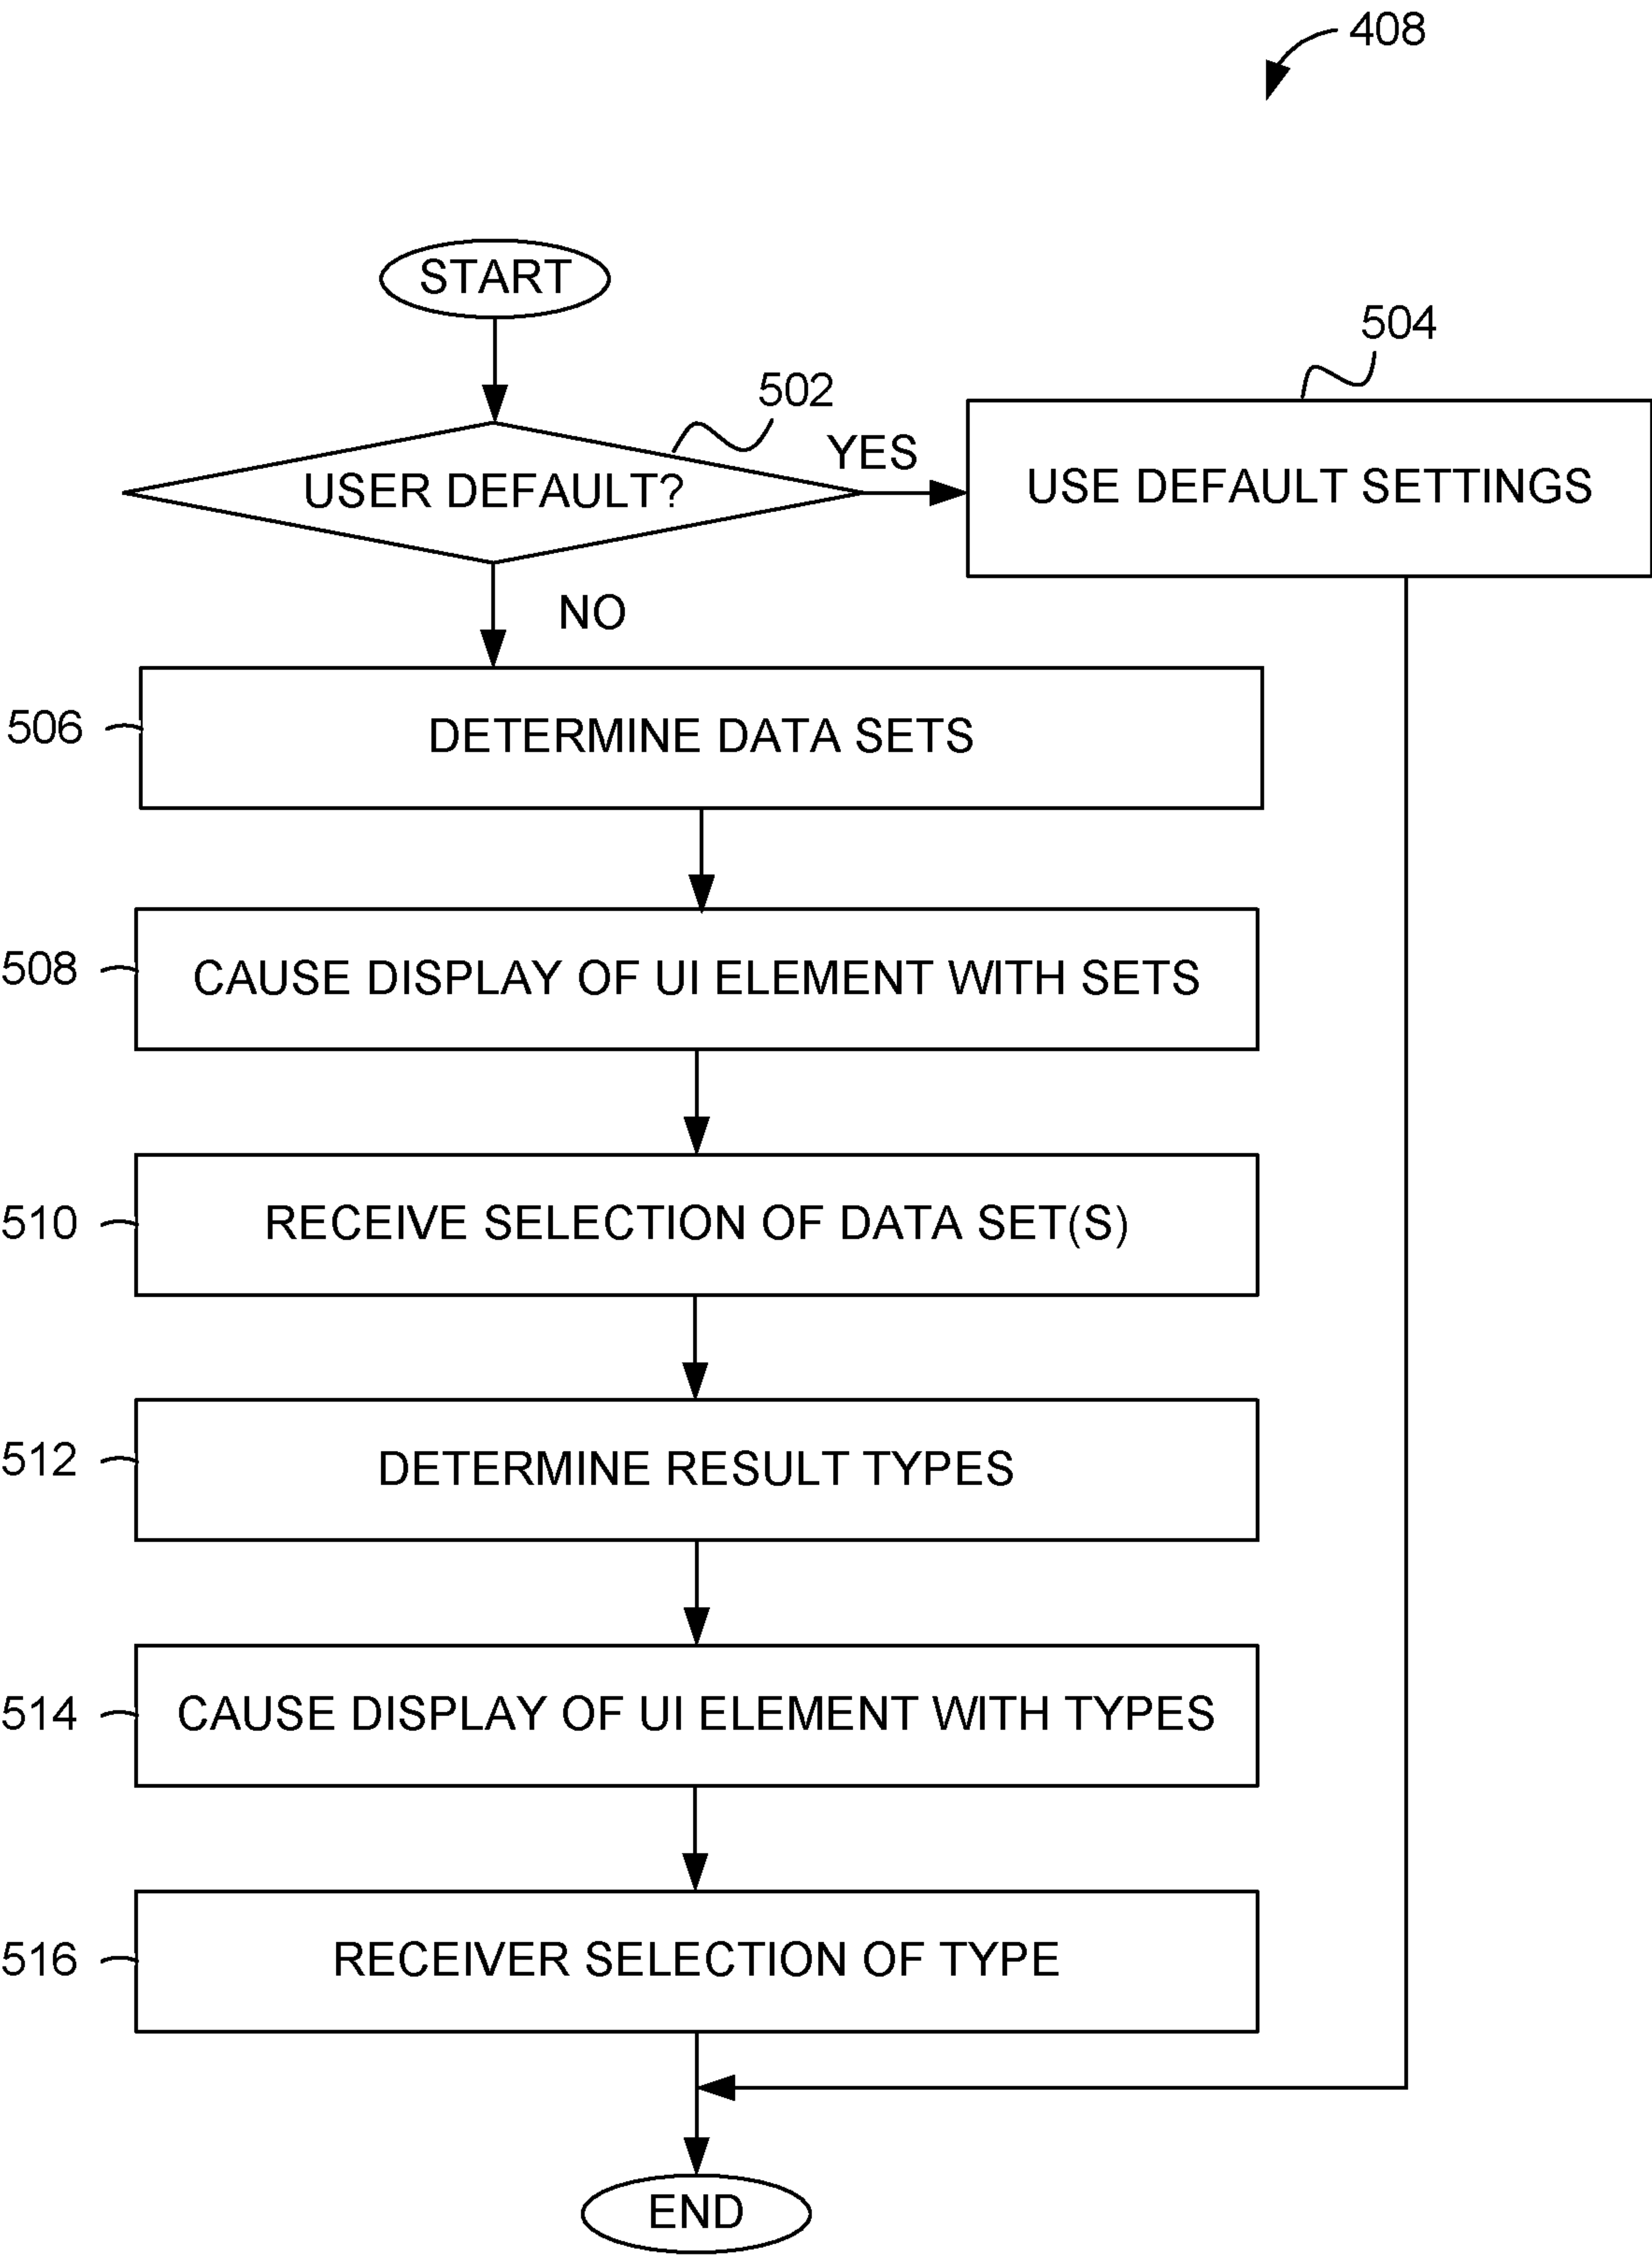 408
START
502
504
YES
USER DEFAULT?
USE DEFAULT SETTINGS
NO
506
DETERMINE DATA SETS
508
CAUSE DISPLAY OF UI ELEMENT WITH SETS
510
RECEIVE SELECTION OF DATA SET(S)
512
DETERMINE RESULT TYPES
514
CAUSE DISPLAY OF UI ELEMENT WITH TYPES
516
RECEIVER SELECTION OF TYPE
END